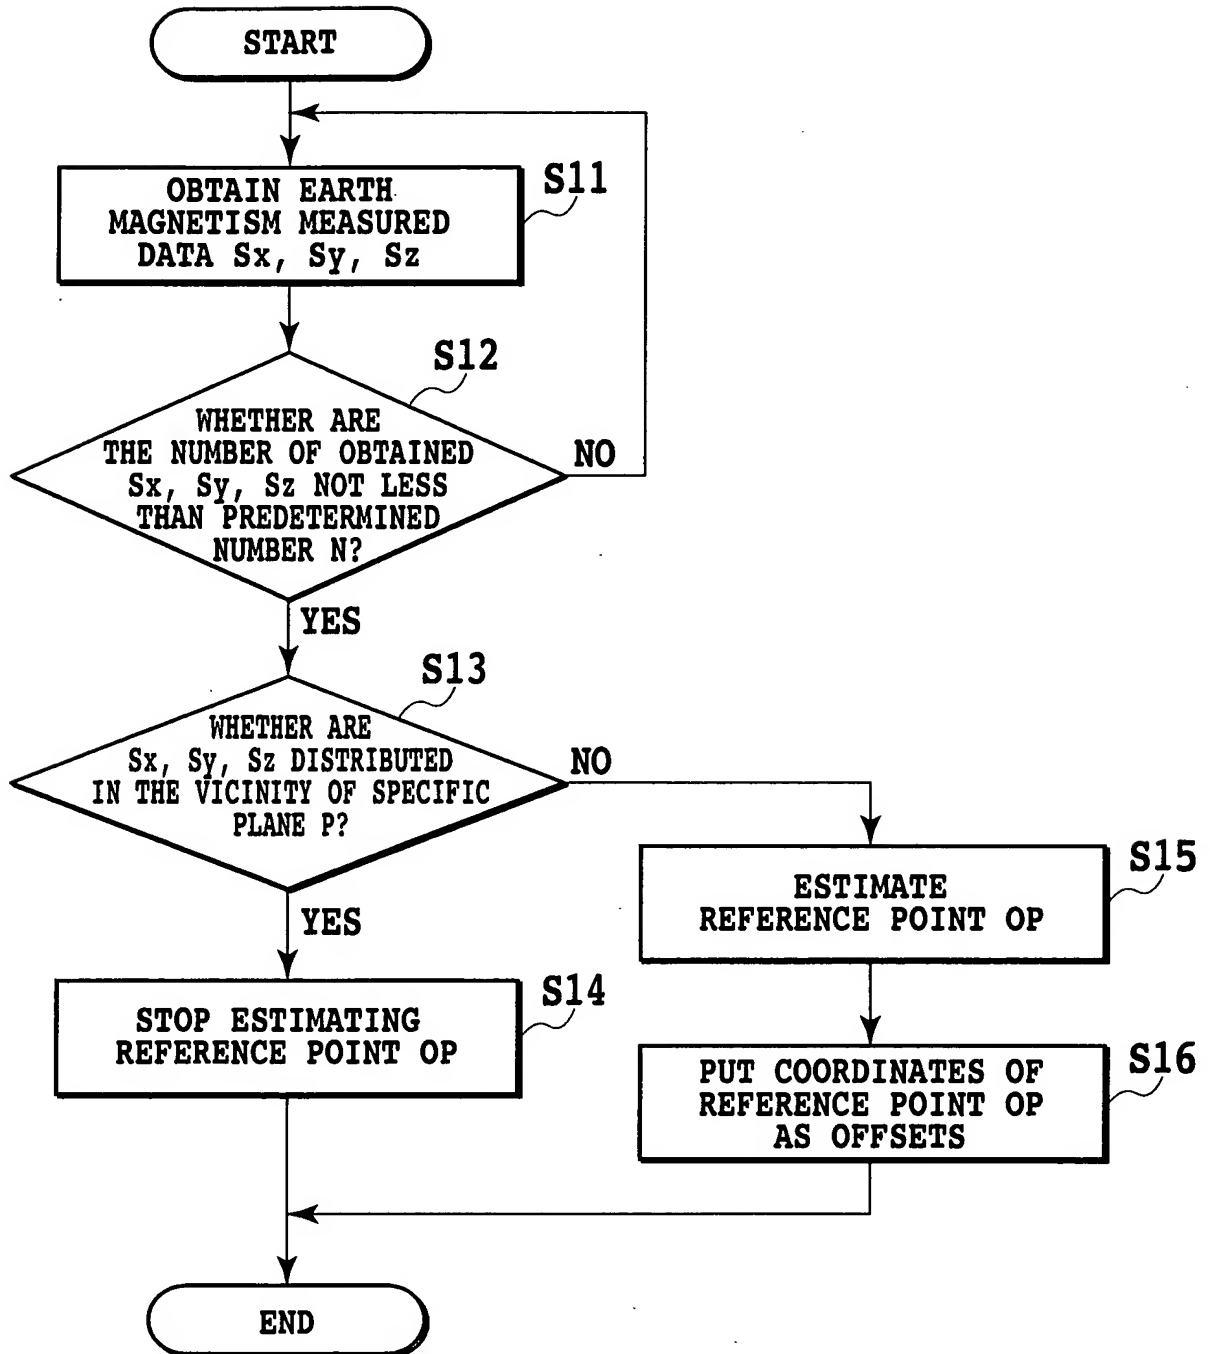 START
OBTAIN EARTH
MAGNETISM MEASURED
DATA Sx, Sy, Sz
S11
S12
WHETHER ARE
THE NUMBER OF OBTAINED
Sx, Sy, Sz NOT LESS
THAN PREDETERMINED
NUMBER N?
NO
YES
S13
WHETHER ARE
Sx, Sy, Sz DISTRIBUTED
IN THE VICINITY OF SPECIFIC
PLANE P?
NO
YES
S15
ESTIMATE
REFERENCE POINT OP
S14
STOP ESTIMATING
REFERENCE POINT OP
S16
PUT COORDINATES OF
REFERENCE POINT OP
AS OFFSETS
END